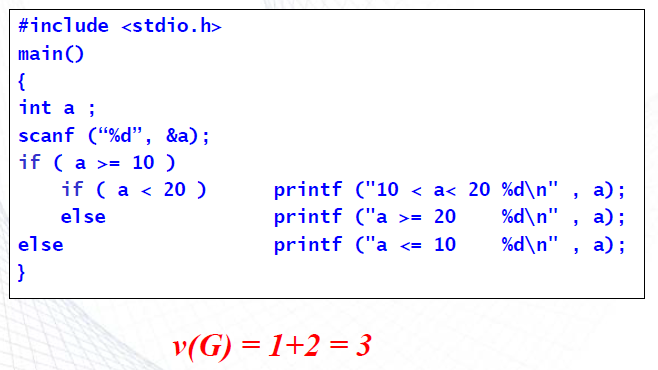 #include <stdio.h>
main()
{
int a ;
scanf (“%d”, &a);
if ( a >= 10 )
if ( a < 20 ) printf ("10 < a< 20 %d\n" , a);
else printf ("a >= 20 %d\n" , a);
else printf ("a <= 10 %d\n" , a);
}
v(G) = 1+2 = 3